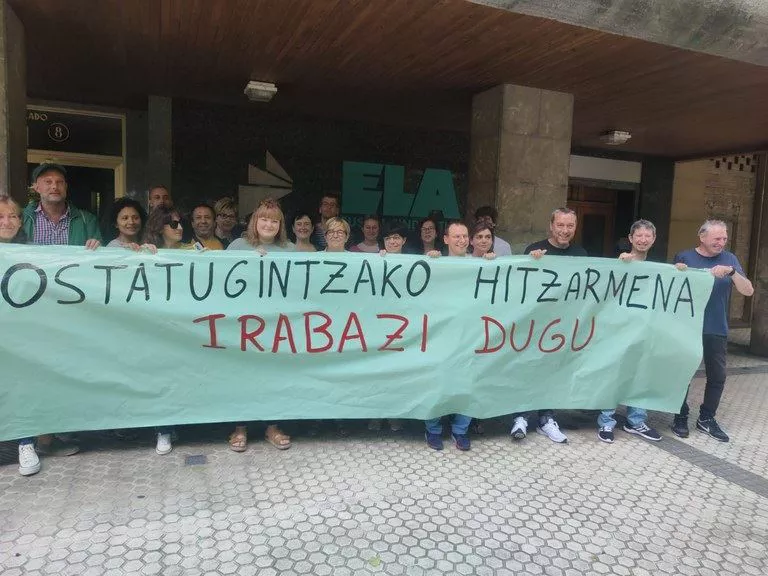 8
ELA
OSTATUGINTZAKO HITZARMENA
IRABAZI DUGU